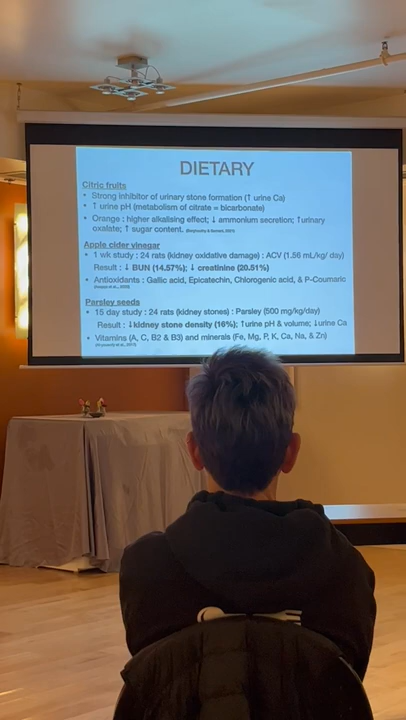 DIETARY
Citric fruits
• Strong inhibitor of urinary stone formation (↑ urine Ca)
• ↑ urine pH (metabolism of citrate = bicarbonate)
• Orange : higher alkalising effect; ↓ ammonium secretion; ↑urinary
oxalate; ↑ sugar content.
Apple cider vinegar
• 1 wk study : 24 rats (kidney oxidative damage) : ACV (1.56 mL/kg/ day)
Result : ↓ BUN (14.57%); ↓ creatinine (20.51%)
• Antioxidants : Gallic acid, Epicatechin, Chlorogenic acid, & P-Coumaric
Parsley seeds
• 15 day study : 24 rats (kidney stones) : Parsley (500 mg/kg/day)
Result : ↓kidney stone density (16%); ↑urine pH & volume; ↓urine Ca
• Vitamins (A, C, B2 & B3) and minerals (Fe, Mg, P, K, Ca, Na, & Zn)